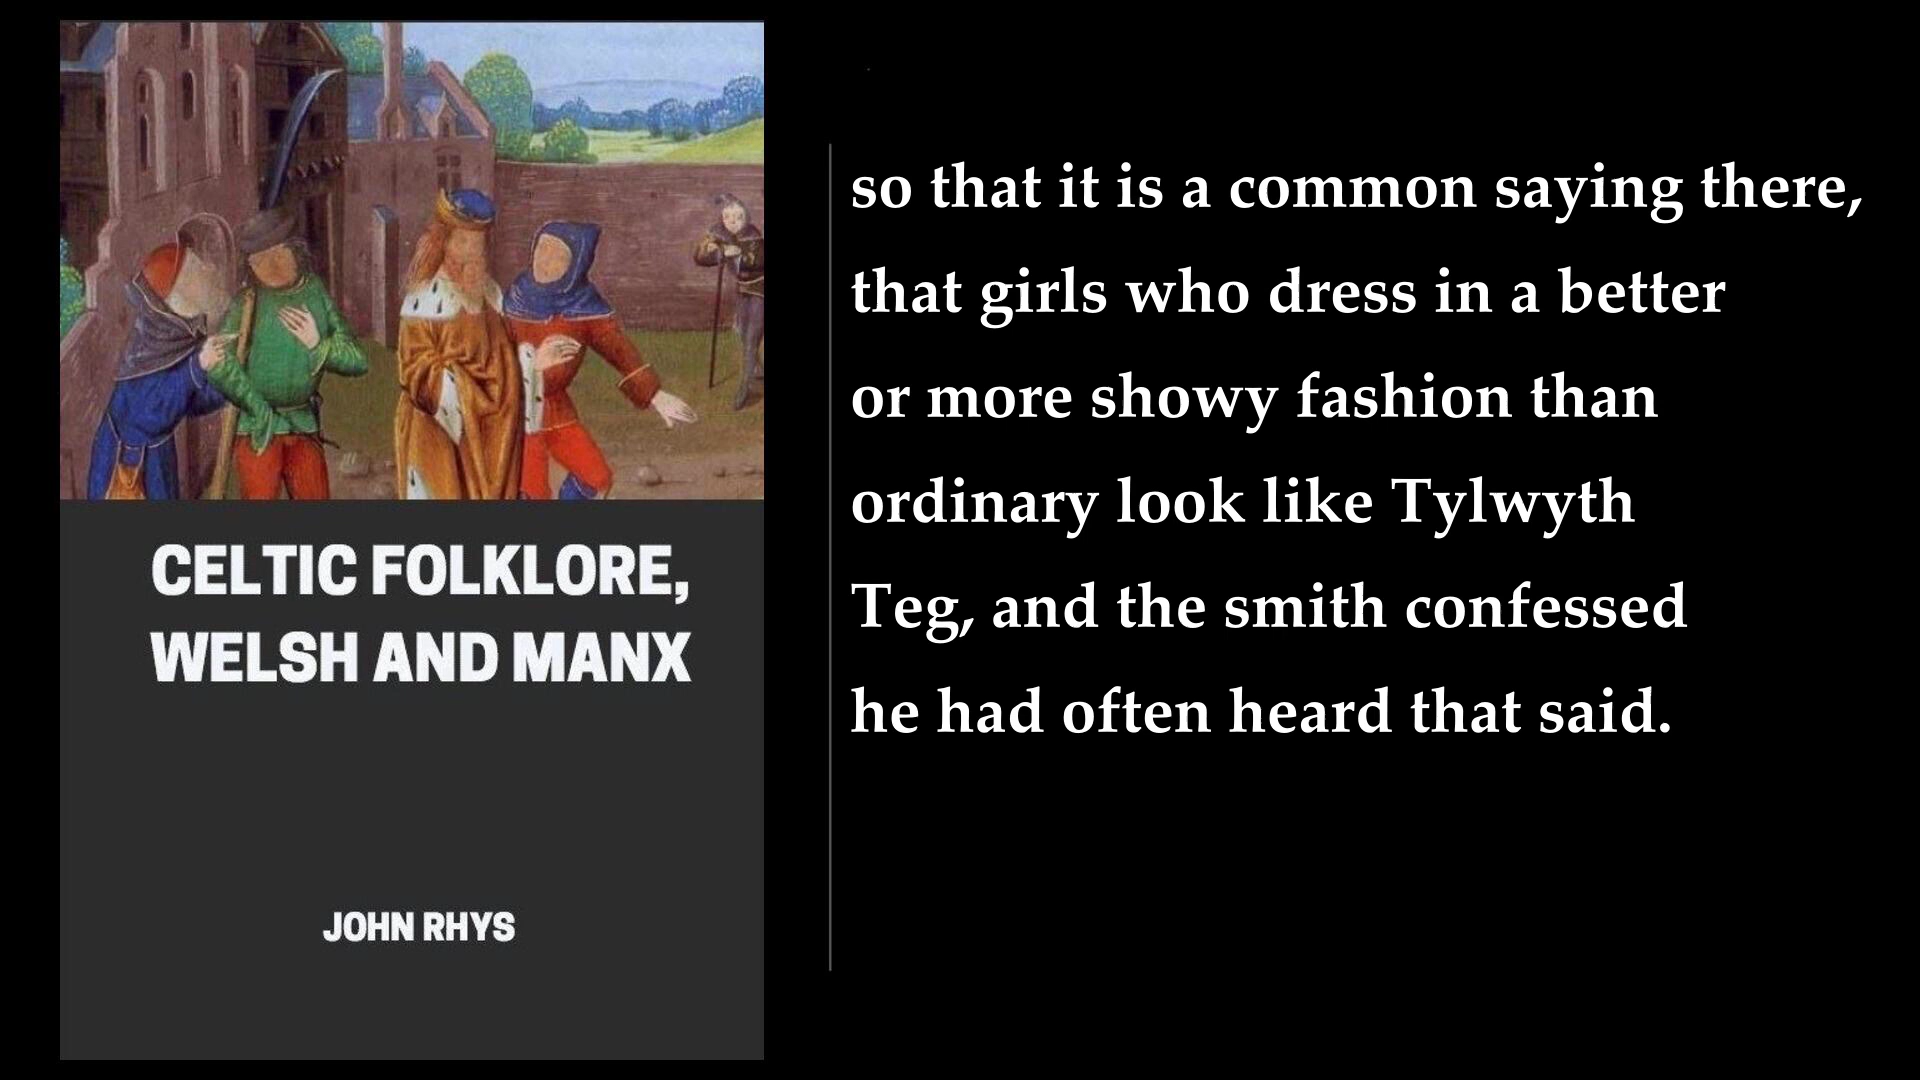 CELTIC FOLKLORE,
WELSH AND MANX
JOHN RHYS
so that it is a common saying there,
that girls who dress in a better
or more showy fashion than
ordinary look like Tylwyth
Teg, and the smith confessed
he had often heard that said.